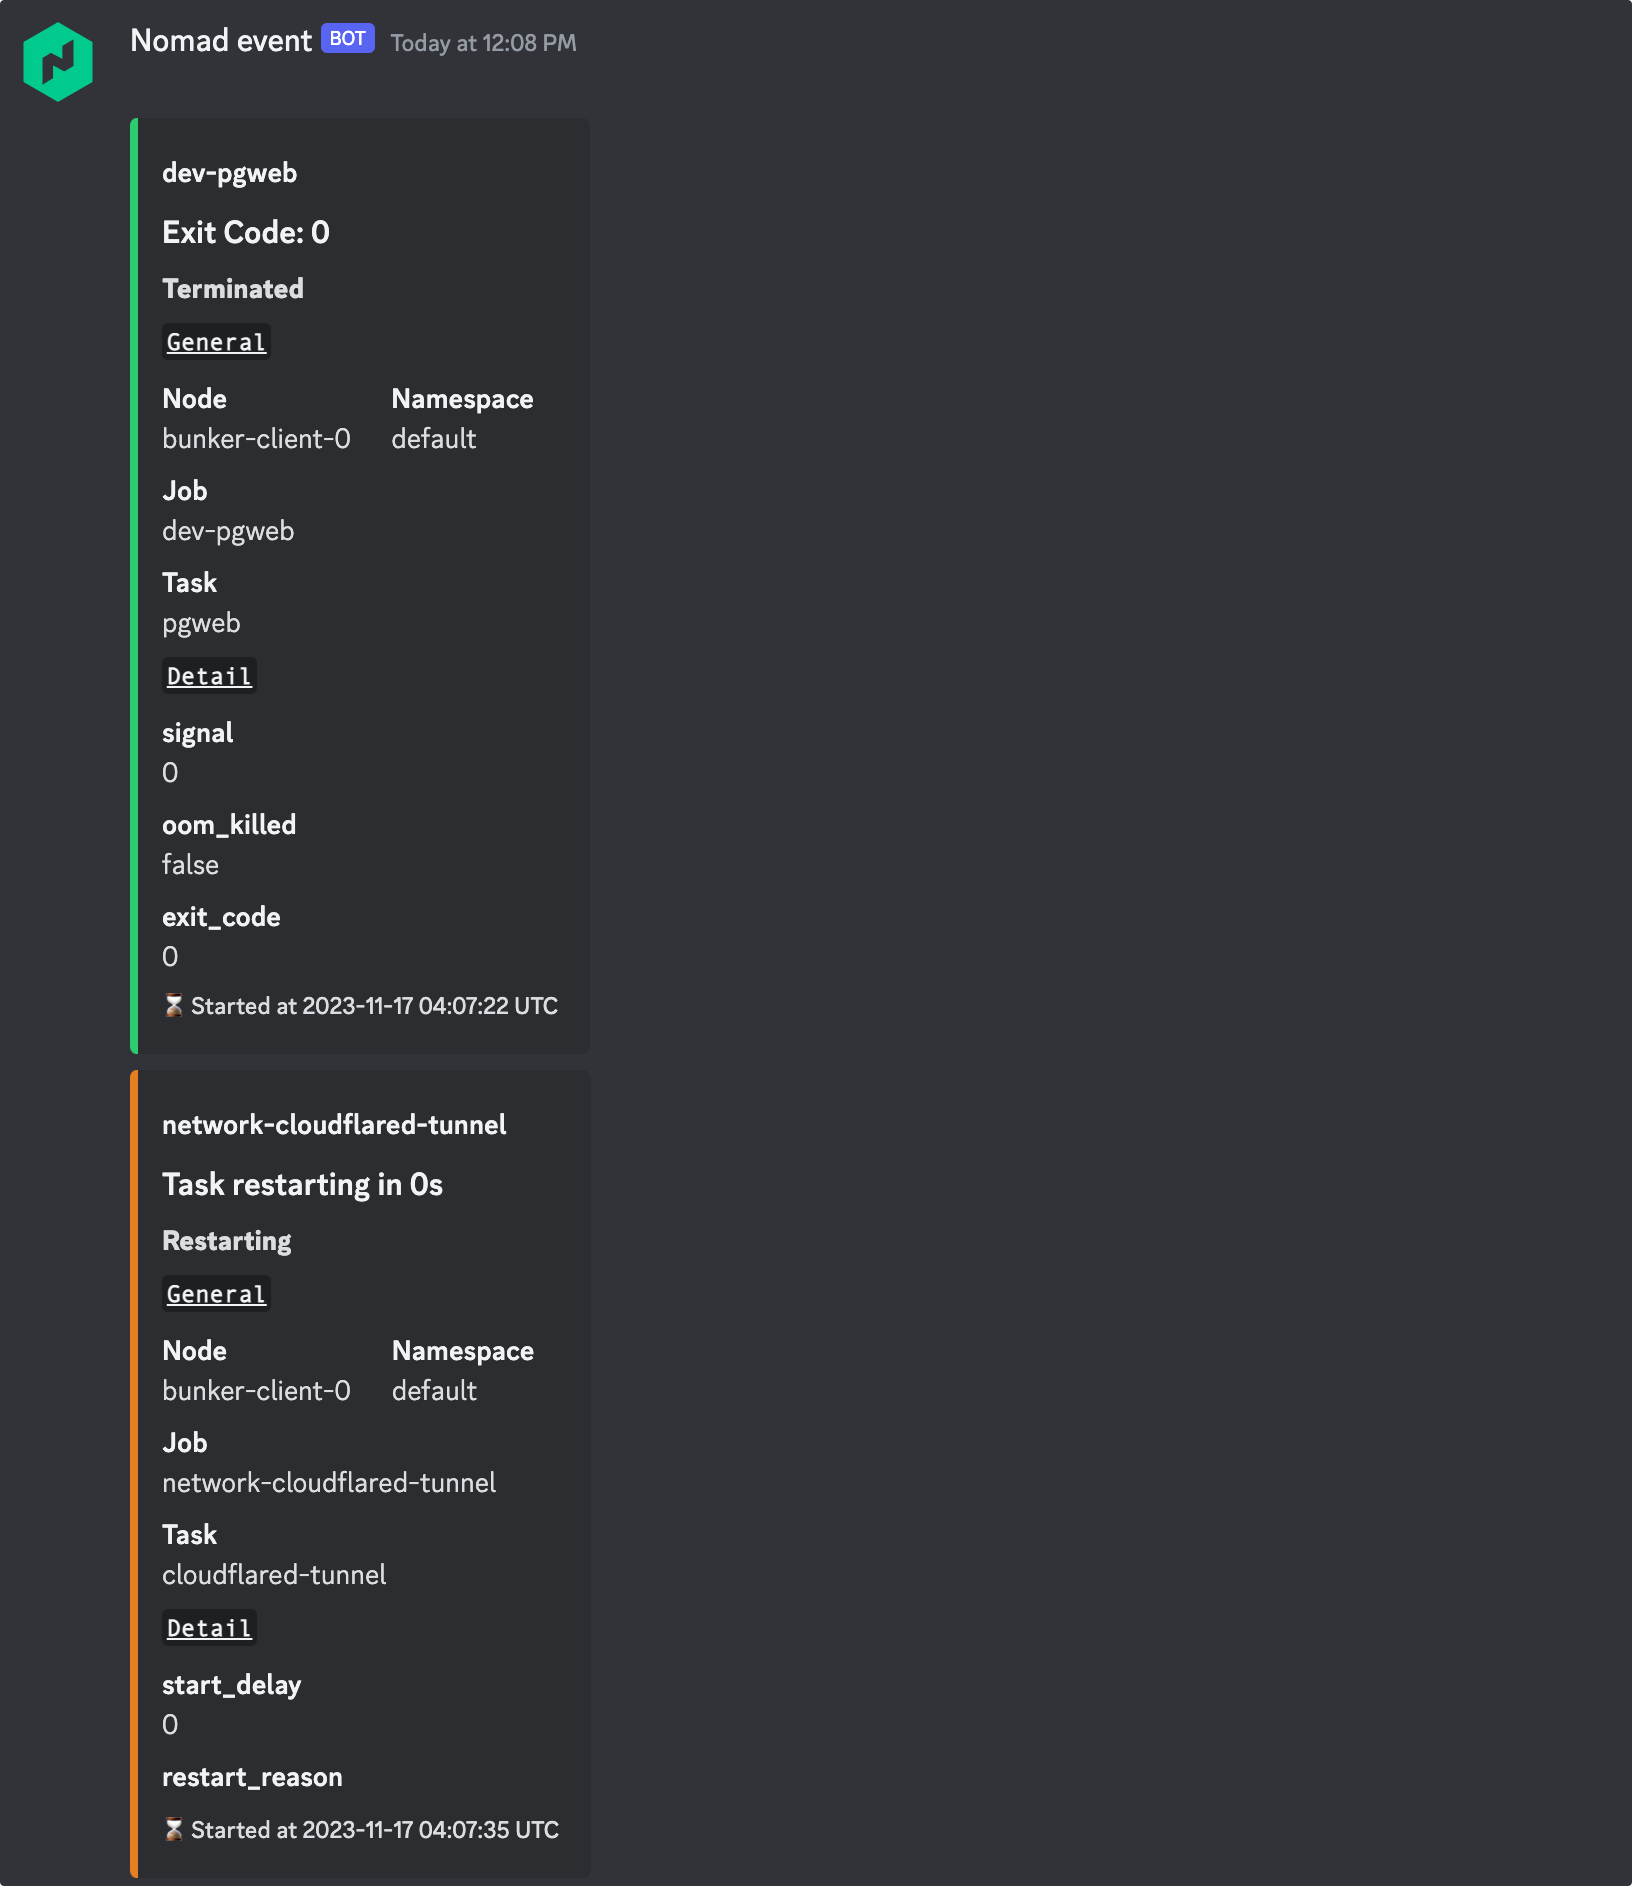 Nomad event BOT Today at 12:08 PM
dev-pgweb
Exit Code: 0
Terminated
General
Node Namespace
bunker-client-0 default
Job
dev-pgweb
Task
pgweb
Detail
signal
0
oom_killed
false
exit_code
0
⌛ Started at 2023-11-17 04:07:22 UTC
network-cloudflared-tunnel
Task restarting in 0s
Restarting
General
Node Namespace
bunker-client-0 default
Job
network-cloudflared-tunnel
Task
cloudflared-tunnel
Detail
start_delay
0
restart_reason
⌛ Started at 2023-11-17 04:07:35 UTC